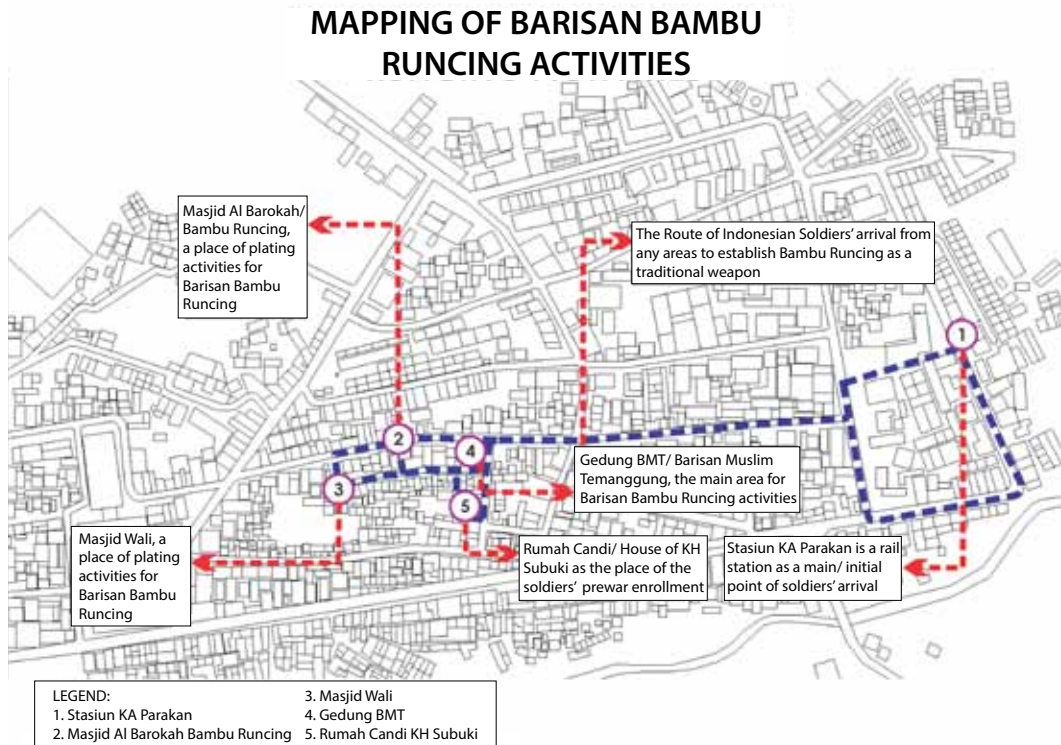 MAPPING OF BARISAN BAMBU
RUNCING ACTIVITIES
Masjid Al Barokah/
Bambu Runcing,
a place of plating
activities for
Barisan Bambu
Runcing
The Route of Indonesian Soldiers' arrival from
any areas to establish Bambu Runcing as a
traditional weapon
1
2
4
3
5
Gedung BMT/ Barisan Muslim
Temanggung, the main area for
Barisan Bambu Runcing activities
Masjid Wali, a
place of plating
activities for
Barisan Bambu
Runcing
Rumah Candi/ House of KH
Subuki as the place of the
soldiers' prewar enrollment
Stasiun KA Parakan is a rail
station as a main/ initial
point of soldiers' arrival
LEGEND:
1. Stasiun KA Parakan
2. Masjid Al Barokah Bambu Runcing
3. Masjid Wali
4. Gedung BMT
5. Rumah Candi KH Subuki